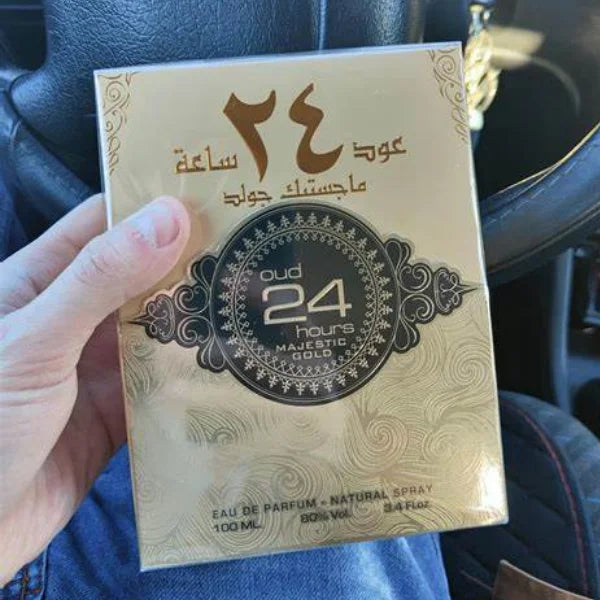 عود ٢٤ ساعة
ماجستيك جولد
oud
24
hours
MAJESTIC
GOLD
EAU DE PARFUM - NATURAL SPRAY
100 ML. 80% Vol. 3.4 Fl.oz